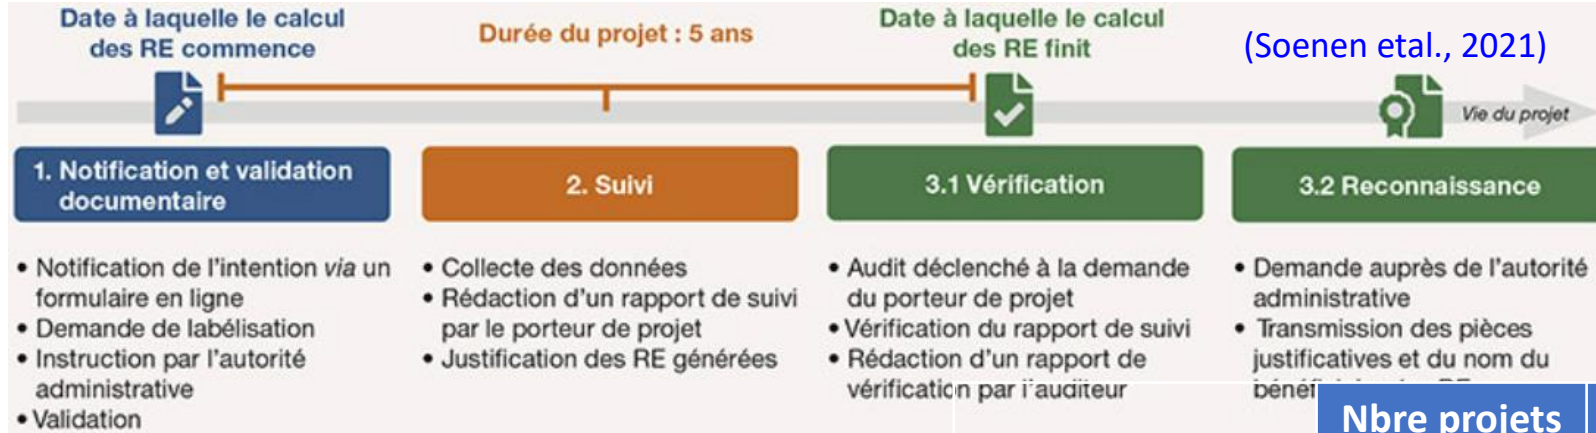 Date à laquelle le calcul
des RE commence
Durée du projet : 5 ans
Date à laquelle le calcul
des RE finit
(Soenen etal., 2021)
Vie du projet
1. Notification et validation
documentaire
• Notification de l'intention via un
formulaire en ligne
• Demande de labélisation
• Instruction par l'autorité
administrative
• Validation
2. Suivi
• Collecte des données
• Rédaction d'un rapport de suivi
par le porteur de projet
• Justification des RE générées
3.1 Vérification
• Audit déclenché à la demande
du porteur de projet
• Vérification du rapport de suivi
• Rédaction d'un rapport de
vérification par l'auditeur
3.2 Reconnaissance
• Demande auprès de l'autorité
administrative
• Transmission des pièces
justificatives et du nom du
Nbre projets